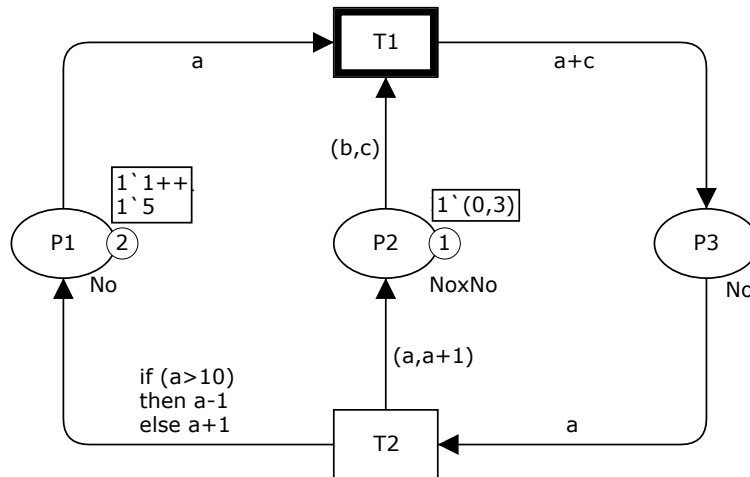 T1
a
a+c
(b,c)
1`1++
1`5
1`(0,3)
P1
2
P2
1
P3
No
NoxNo
No
(a,a+1)
if (a>10)
then a-1
else a+1
T2
a